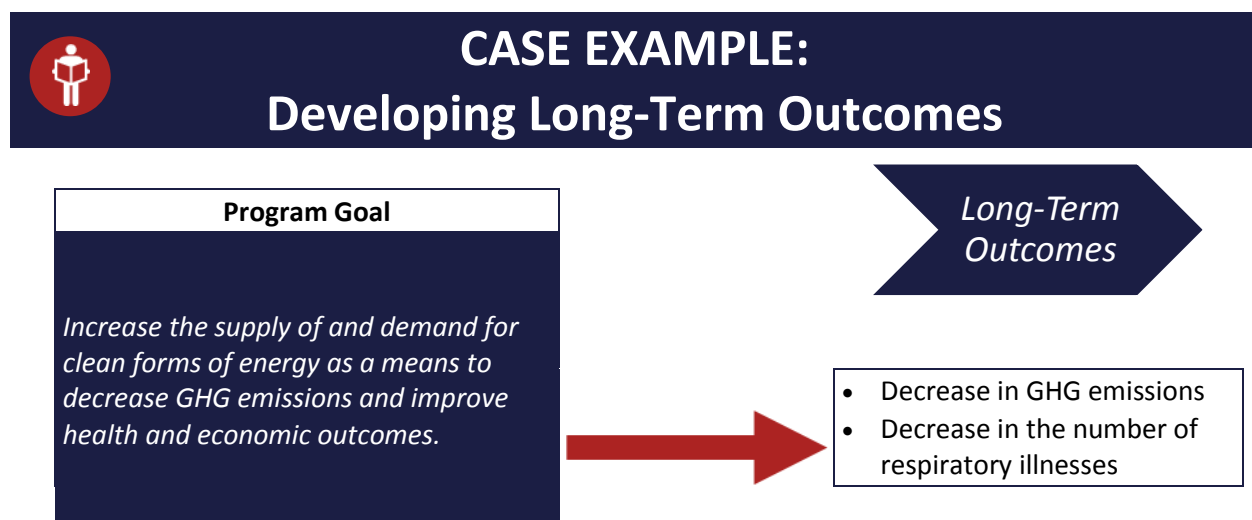 CASE EXAMPLE:
Developing Long-Term Outcomes
Program Goal
Increase the supply of and demand for
clean forms of energy as a means to
decrease GHG emissions and improve
health and economic outcomes.
Long-Term
Outcomes
• Decrease in GHG emissions
• Decrease in the number of
respiratory illnesses